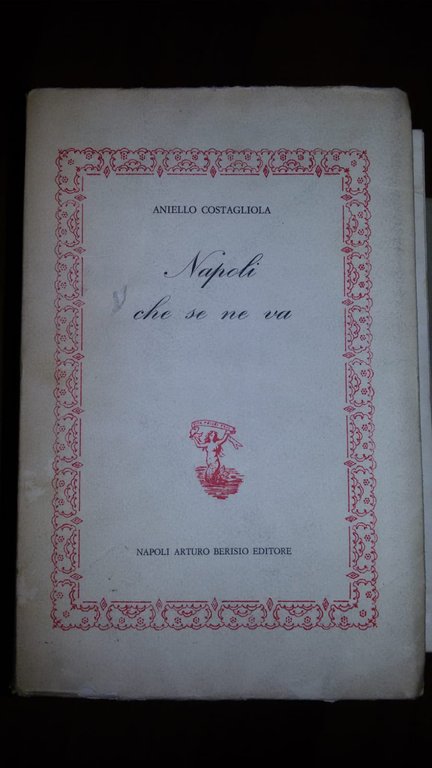 ANIELLO COSTAGLIOLA
Napoli
che se ne va
NAPOLI ARTURO BERISIO EDITORE